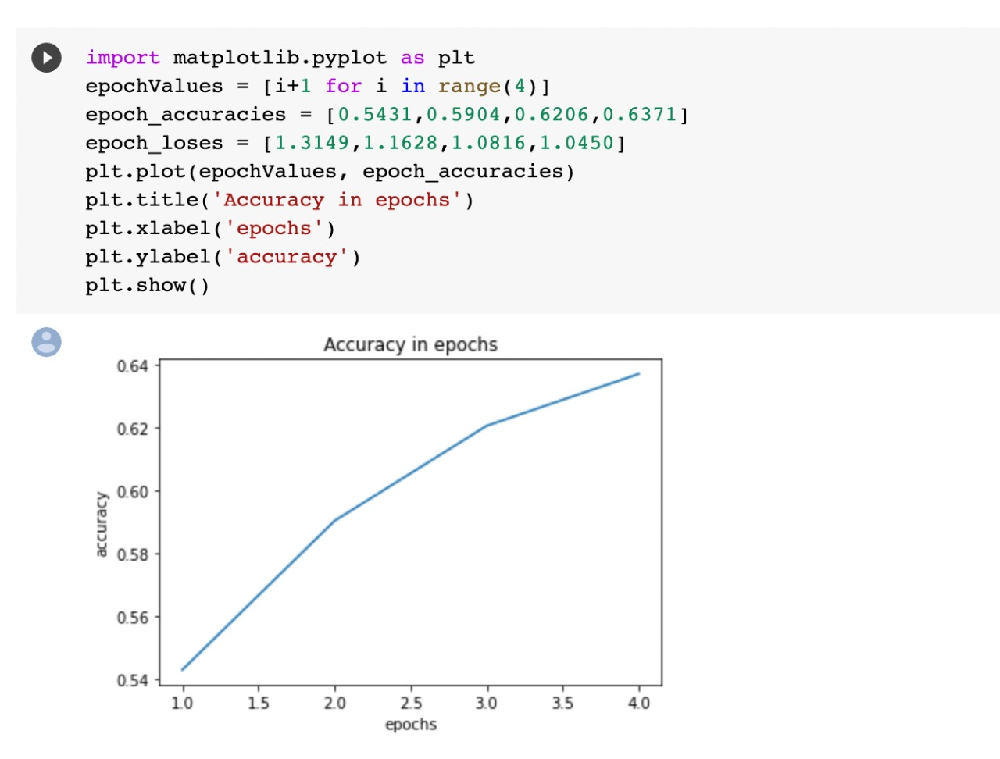 import matplotlib.pyplot as plt
epochValues = [i+1 for i in range(4)]
epoch_accuracies = [0.5431,0.5904,0.6206,0.6371]
epoch_loses = [1.3149,1.1628,1.0816,1.0450]
plt.plot(epochValues, epoch_accuracies)
plt.title('Accuracy in epochs')
plt.xlabel('epochs')
plt.ylabel('accuracy')
plt.show()
Accuracy in epochs
0.64
0.62
0.60
0.58
0.56
0.54
accuracy
1.0 1.5 2.0 2.5 3.0 3.5 4.0
epochs